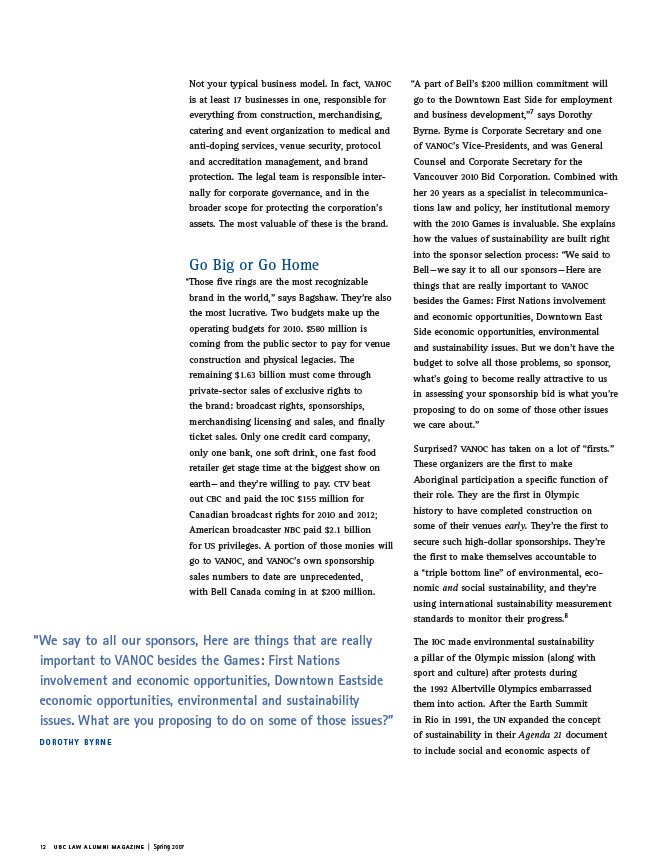 Not your typical business model. In fact, VANOC
is at least 17 businesses in one, responsible for
everything from construction, merchandising,
catering and event organization to medical and
anti-doping services, venue security, protocol
and accreditation management, and brand
protection. The legal team is responsible inter-
nally for corporate governance, and in the
broader scope for protecting the corporation's
assets. The most valuable of these is the brand.
Go Big or Go Home
"Those five rings are the most recognizable
brand in the world," says Bagshaw. They're also
the most lucrative. Two budgets make up the
operating budgets for 2010. $580 million is
coming from the public sector to pay for venue
construction and physical legacies. The
remaining $1.63 billion must come through
private-sector sales of exclusive rights to
the brand: broadcast rights, sponsorships,
merchandising licensing and sales, and finally
ticket sales. Only one credit card company,
only one bank, one soft drink, one fast food
retailer get stage time at the biggest show on
earth—and they're willing to pay. CTV beat
out CBC and paid the IOC $155 million for
Canadian broadcast rights for 2010 and 2012;
American broadcaster NBC paid $2.1 billion
for US privileges. A portion of those monies will
go to VANOC, and VANOC's own sponsorship
sales numbers to date are unprecedented,
with Bell Canada coming in at $200 million.
"We say to all our sponsors, Here are things that are really
important to VANOC besides the Games: First Nations
involvement and economic opportunities, Downtown Eastside
economic opportunities, environmental and sustainability
issues. What are you proposing to do on some of those issues?"
DOROTHY BYRNE
"A part of Bell's $200 million commitment will
go to the Downtown East Side for employment
and business development,"7 says Dorothy
Byrne. Byrne is Corporate Secretary and one
of VANOC's Vice-Presidents, and was General
Counsel and Corporate Secretary for the
Vancouver 2010 Bid Corporation. Combined with
her 20 years as a specialist in telecommunica-
tions law and policy, her institutional memory
with the 2010 Games is invaluable. She explains
how the values of sustainability are built right
into the sponsor selection process: "We said to
Bell—we say it to all our sponsors—Here are
things that are really important to VANOC
besides the Games: First Nations involvement
and economic opportunities, Downtown East
Side economic opportunities, environmental
and sustainability issues. But we don't have the
budget to solve all those problems, so sponsor,
what's going to become really attractive to us
in assessing your sponsorship bid is what you're
proposing to do on some of those other issues
we care about."
Surprised? VANOC has taken on a lot of "firsts."
These organizers are the first to make
Aboriginal participation a specific function of
their role. They are the first in Olympic
history to have completed construction on
some of their venues early. They're the first to
secure such high-dollar sponsorships. They're
the first to make themselves accountable to
a "triple bottom line" of environmental, eco-
nomic and social sustainability, and they're
using international sustainability measurement
standards to monitor their progress.8
The IOC made environmental sustainability
a pillar of the Olympic mission (along with
sport and culture) after protests during
the 1992 Albertville Olympics embarrassed
them into action. After the Earth Summit
in Rio in 1991, the UN expanded the concept
of sustainability in their Agenda 21 document
to include social and economic aspects of
12 UBC LAW ALUMNI MAGAZINE | Spring 2007